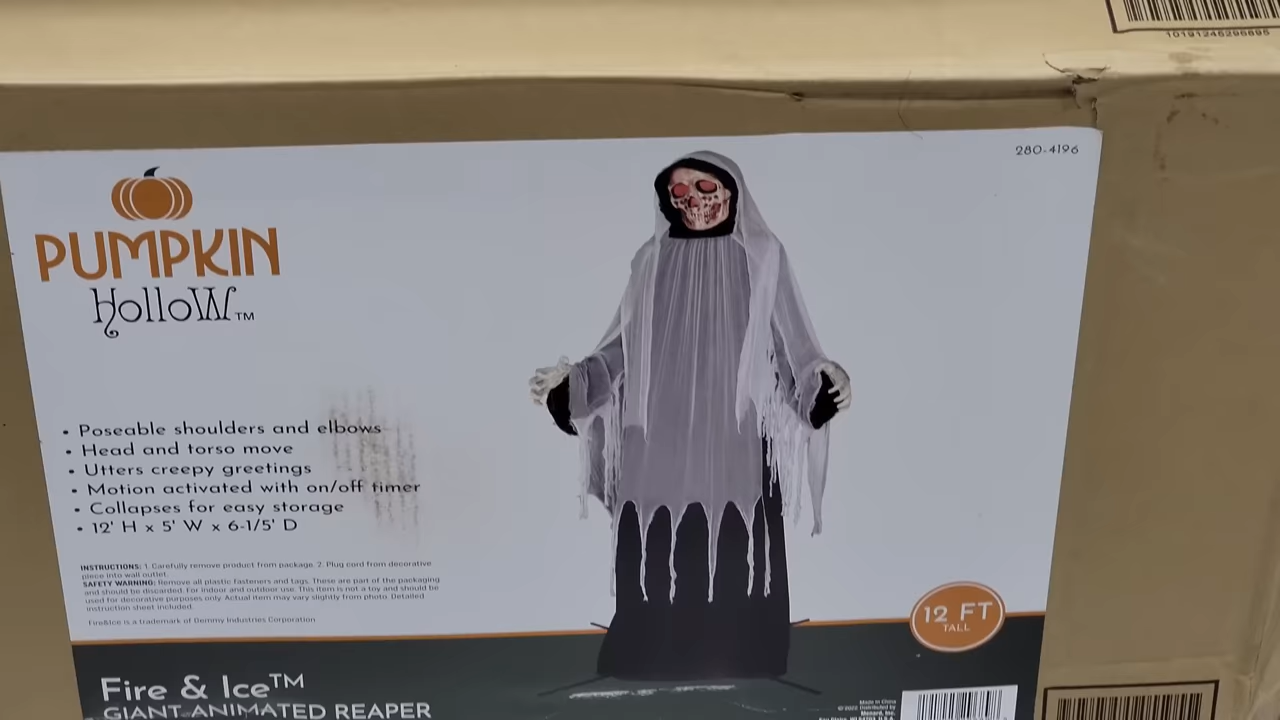 10191246296895
280-4196
PUMPKIN
Hollow™
• Poseable shoulders and elbows
• Head and torso move
• Utters creepy greetings
• Motion activated with on/off timer
• Collapses for easy storage
• 12' H x 5' W x 6-1/5' D
INSTRUCTIONS: 1. Carefully remove product from package. 2. Plug cord from decorative
piece into wall outlet.
SAFETY WARNING: Remove all plastic fasteners and tags. These are part of the packaging
and should be discarded. For indoor and outdoor use. This item is not a toy and should be
used for decorative purposes only. Actual item may vary slightly from photo. Detailed
instruction sheet included.
Fire&Ice is a trademark of Gemmy Industries Corporation
12 FT
TALL
Fire & Ice™
GIANT ANIMATED REAPER
Made in China
© 2022 Distributed by
Menard, Inc.